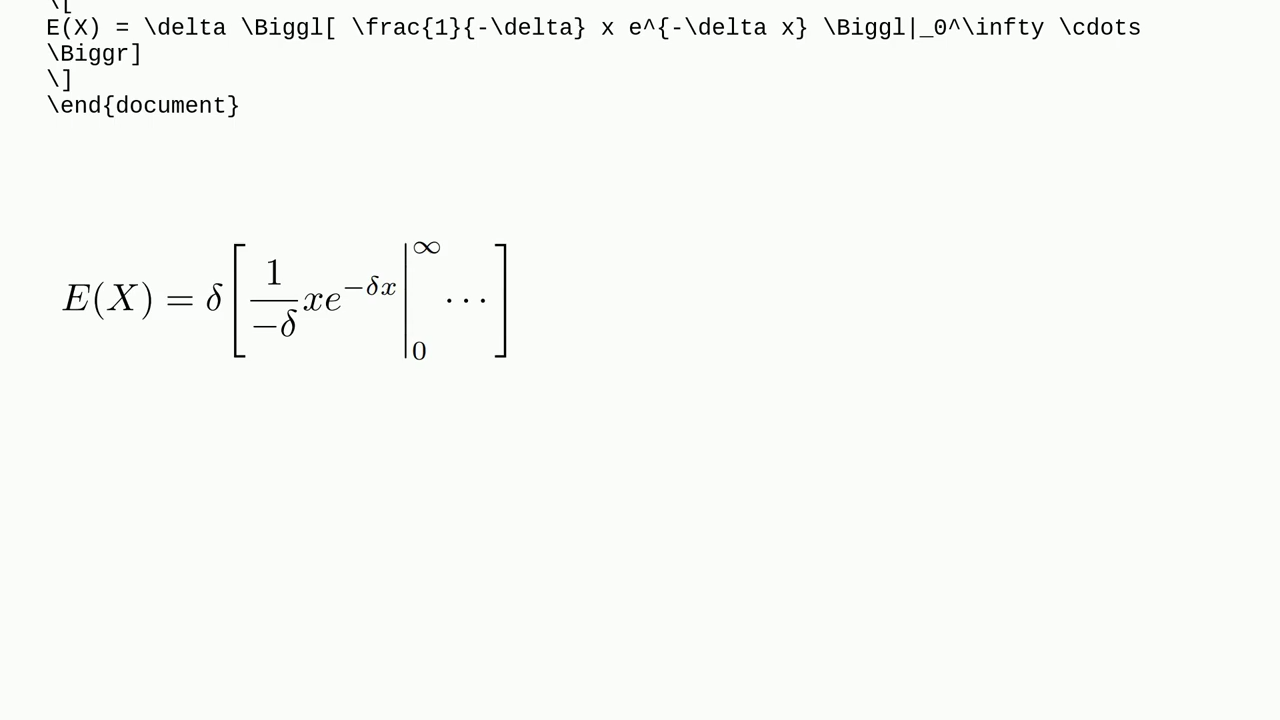 \[
E(X) = \delta \Biggl[ \frac{1}{-\delta} x e^{-\delta x} \Biggl|_0^\infty \cdots
\Biggr]
\]
\end{document}
E(X) = δ[1/−δ xe^{−δx}|_0^∞ ⋯]